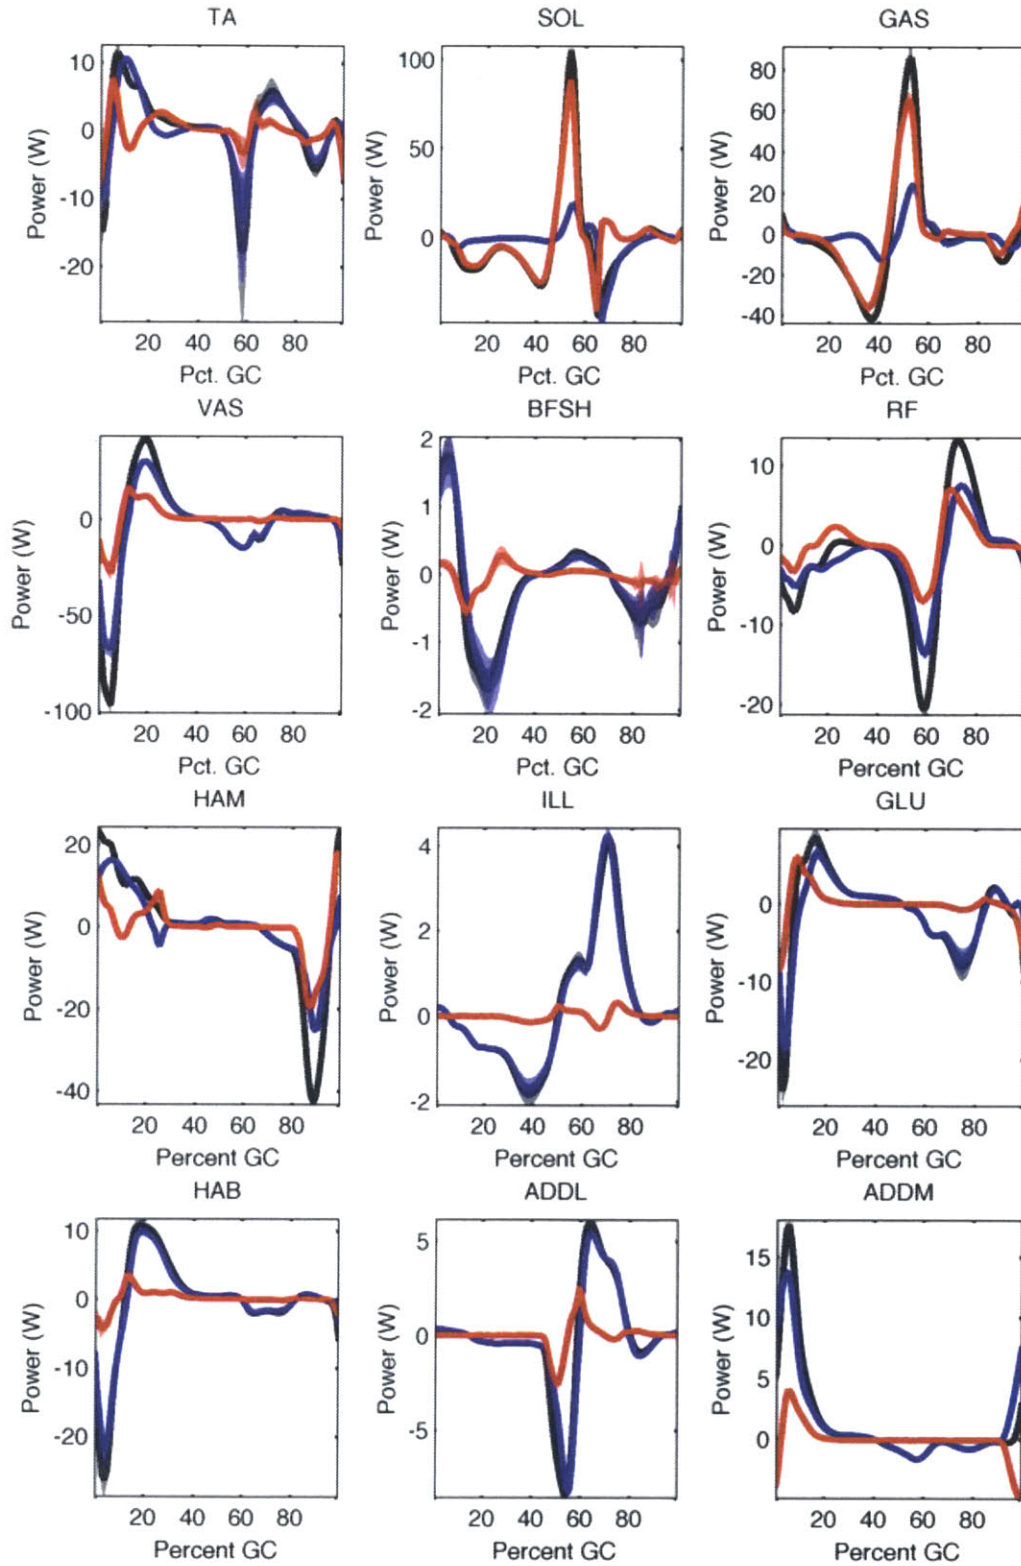 TA SOL GAS
10
0
-10
-20
Power (W)
20 40 60 80
Pct. GC
100
50
0
Power (W)
20 40 60 80
Pct. GC
80
60
40
20
0
-20
-40
Power (W)
20 40 60 80
Pct. GC
VAS BFSH RF
0
-50
-100
Power (W)
20 40 60 80
Pct. GC
2
1
0
-1
-2
Power (W)
20 40 60 80
Pct. GC
10
0
-10
-20
Power (W)
20 40 60 80
Percent GC
HAM ILL GLU
20
0
-20
-40
Power (W)
20 40 60 80
Percent GC
4
2
0
-2
Power (W)
20 40 60 80
Percent GC
0
-10
-20
Power (W)
20 40 60 80
Percent GC
HAB ADDL ADDM
10
0
-10
-20
Power (W)
20 40 60 80
Percent GC
5
0
-5
Power (W)
20 40 60 80
Percent GC
15
10
5
0
Power (W)
20 40 60 80
Percent GC